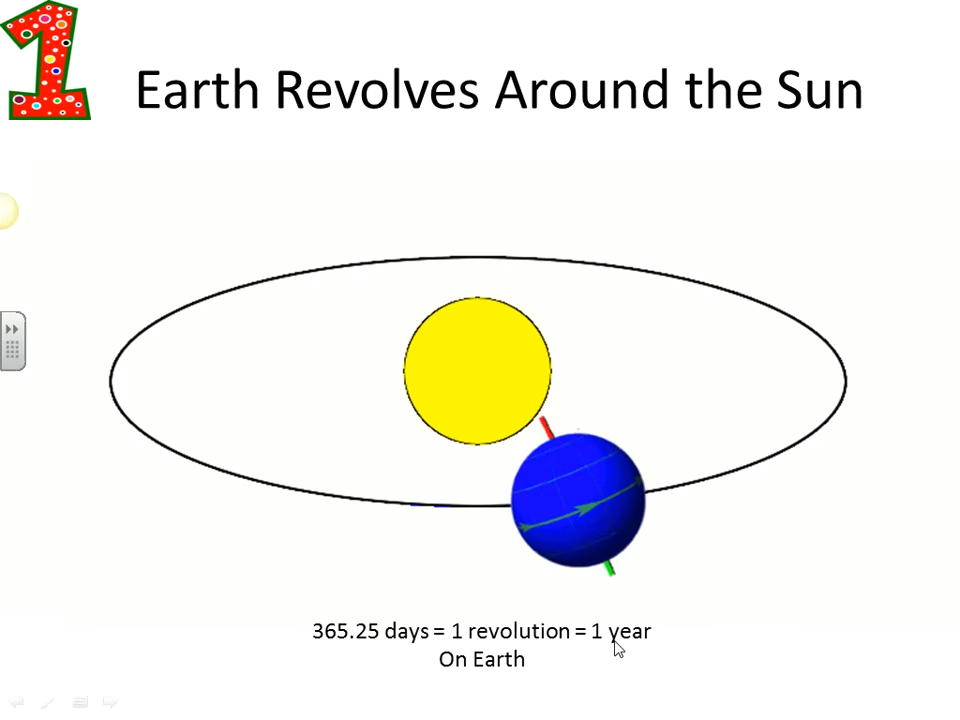 1
Earth Revolves Around the Sun
365.25 days = 1 revolution = 1 year
On Earth